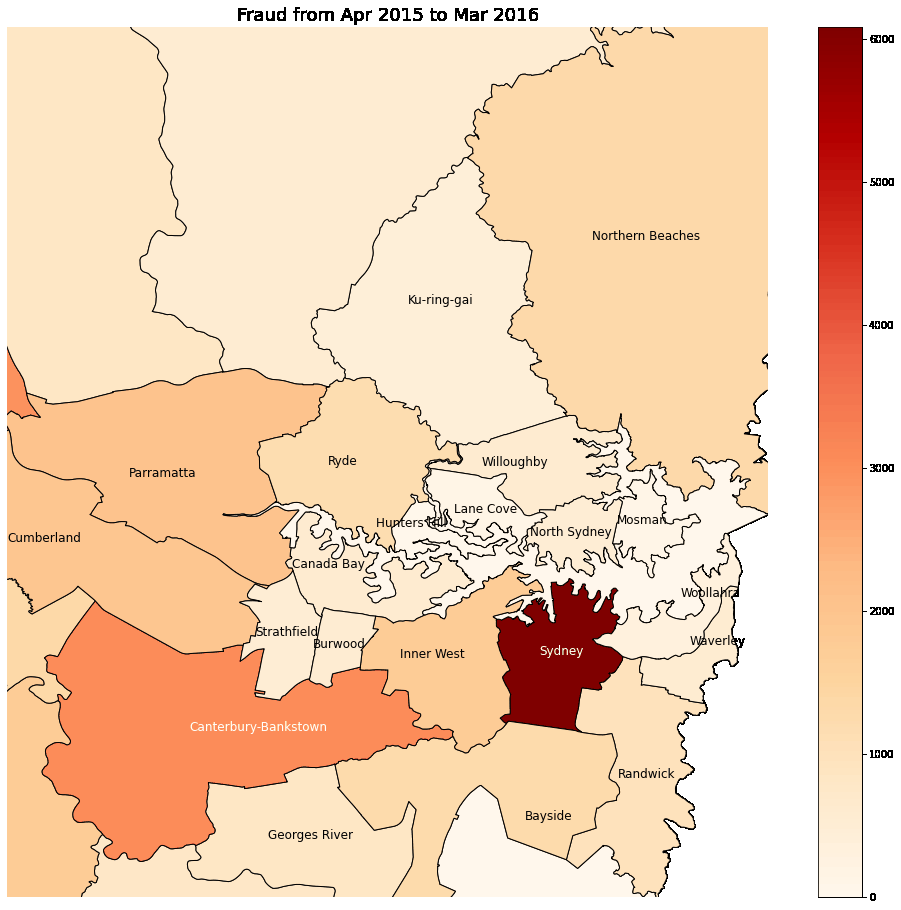 Fraud from Apr 2015 to Mar 2016
6000
5000
4000
3000
2000
1000
0
Northern Beaches
Ku-ring-gai
Ryde
Willoughby
Parramatta
Lane Cove
Hunters Hill
Mosman
North Sydney
Cumberland
Canada Bay
Woollahra
Strathfield
Burwood
Waverley
Inner West
Sydney
Canterbury-Bankstown
Randwick
Bayside
Georges River